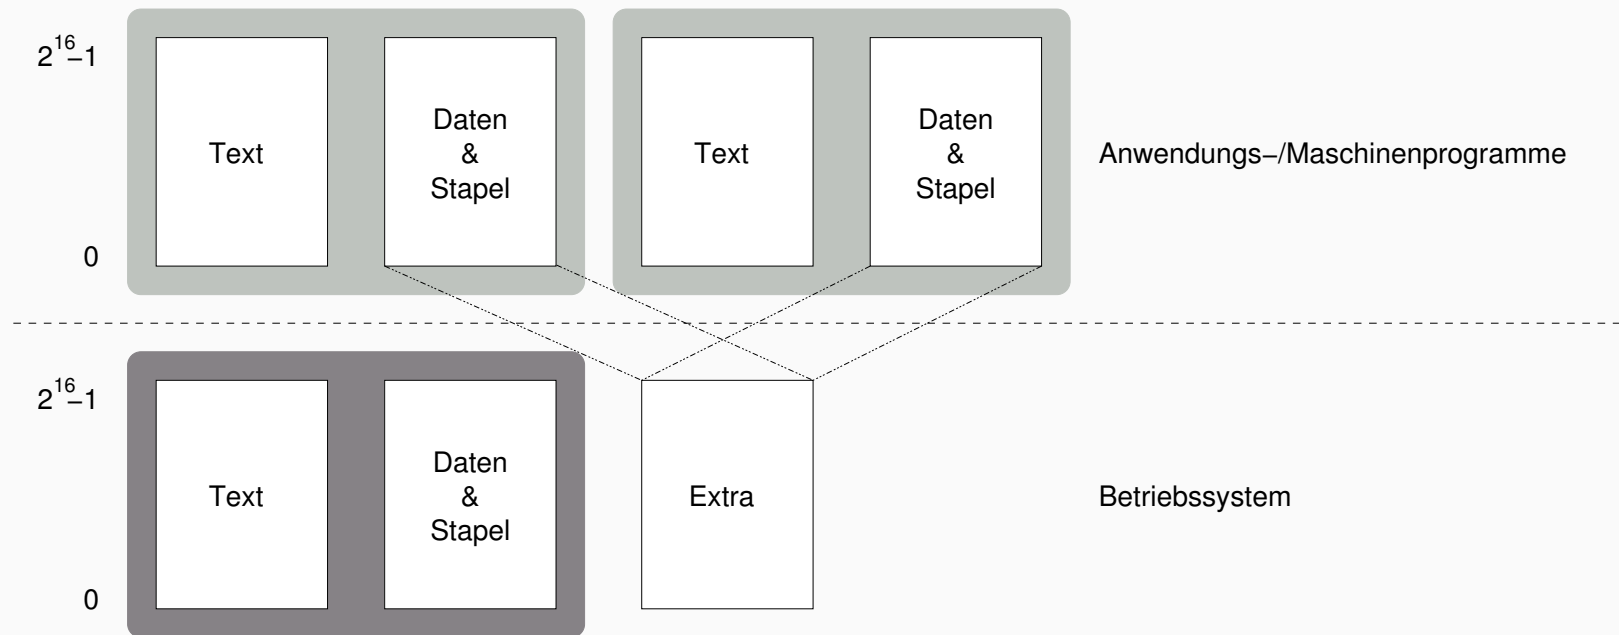 2^16–1
Text
Daten
&
Stapel
Text
Daten
&
Stapel
Anwendungs–/Maschinenprogramme
0
2^16–1
Text
Daten
&
Stapel
Extra
Betriebssystem
0